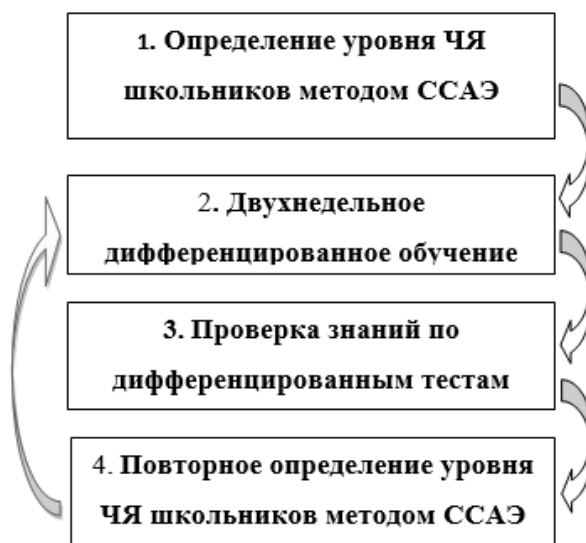 1. Определение уровня ЧЯ
школьников методом ССАЭ
2. Двухнедельное
дифференцированное обучение
3. Проверка знаний по
дифференцированным тестам
4. Повторное определение уровня
ЧЯ школьников методом ССАЭ